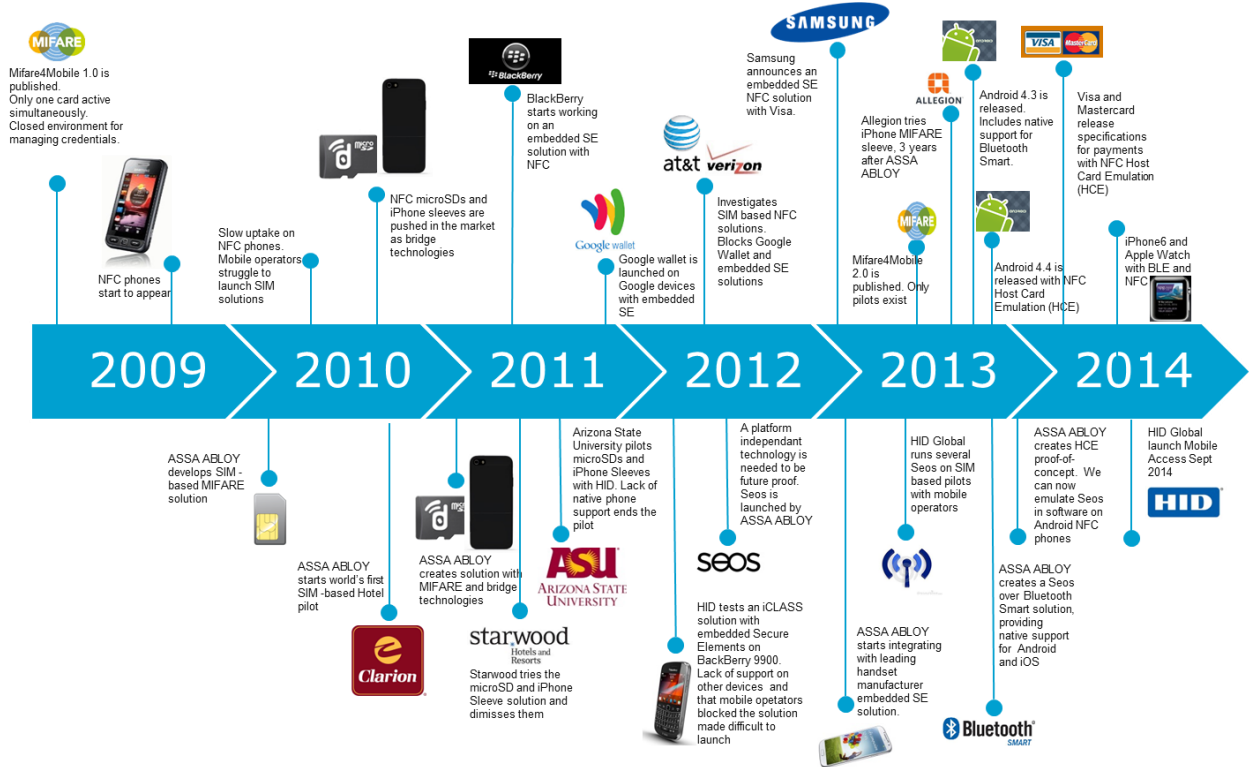 MIFARE
Mifare4Mobile 1.0 is
published.
Only one card active
simultaneously.
Closed environment for
managing credentials.
NFC phones
start to appear
Slow uptake on
NFC phones.
Mobile operators
struggle to
launch SIM
solutions
micro
SD
NFC microSDs and
iPhone sleeves are
pushed in the market
as bridge
technologies
BlackBerry
BlackBerry
starts working
on an
embedded SE
solution with
NFC
Google wallet
Google wallet is
launched on
Google devices
with embedded
SE
at&t
verizon
Investigates
SIM based NFC
solutions.
Blocks Google
Wallet and
embedded SE
solutions
SAMSUNG
Samsung
announces an
embedded SE
NFC solution
with Visa.
ALLEGION
Allegion tries
iPhone MIFARE
sleeve, 3 years
after ASSA
ABLOY
MIFARE
Mifare4Mobile
2.0 is
published. Only
pilots exist
Android 4.3 is
released.
Includes native
support for
Bluetooth
Smart.
Android 4.4 is
released with NFC
Host Card
Emulation (HCE)
VISA
MasterCard
Visa and
Mastercard
release
specifications
for payments
with NFC Host
Card Emulation
(HCE)
iPhone6 and
Apple Watch
with BLE and
NFC
2009
2010
2011
2012
2013
2014
ASSA ABLOY
develops SIM -
based MIFARE
solution
ASSA ABLOY
starts world's first
SIM -based Hotel
pilot
Clarion
ASSA ABLOY
creates solution with
MIFARE and bridge
technologies
starwood
Hotels and
Resorts
Starwood tries the
microSD and iPhone
Sleeve solution and
dimisses them
Arizona State
University pilots
microSDs and
iPhone Sleeves
with HID. Lack of
native phone
support ends the
pilot
ASU
ARIZONA STATE
UNIVERSITY
HID tests an iCLASS
solution with
embedded Secure
Elements on
BackBerry 9900.
Lack of support on
other devices and
that mobile opetators
blocked the solution
made difficult to
launch
A platform
independant
technology is
needed to be
future proof.
Seos is
launched by
ASSA ABLOY
seos
ASSA ABLOY
starts integrating
with leading
handset
manufacturer
embedded SE
solution.
HID Global
runs several
Seos on SIM
based pilots
with mobile
operators
ASSA ABLOY
creates a Seos
over Bluetooth
Smart solution,
providing
native support
for Android
and iOS
Bluetooth
SMART
ASSA ABLOY
creates HCE
proof-of-
concept. We
can now
emulate Seos
in software on
Android NFC
phones
HID Global
launch Mobile
Access Sept
2014
HID